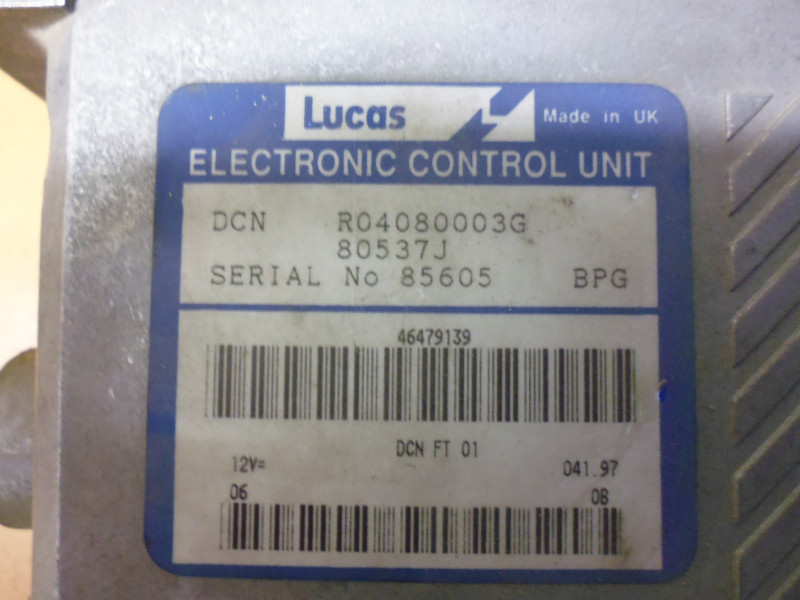 Lucas Made in UK
ELECTRONIC CONTROL UNIT
DCN R04080003G
80537J
SERIAL No 85605 BPG
46479139
DCN FT 01
12V= 041.97
06 0B